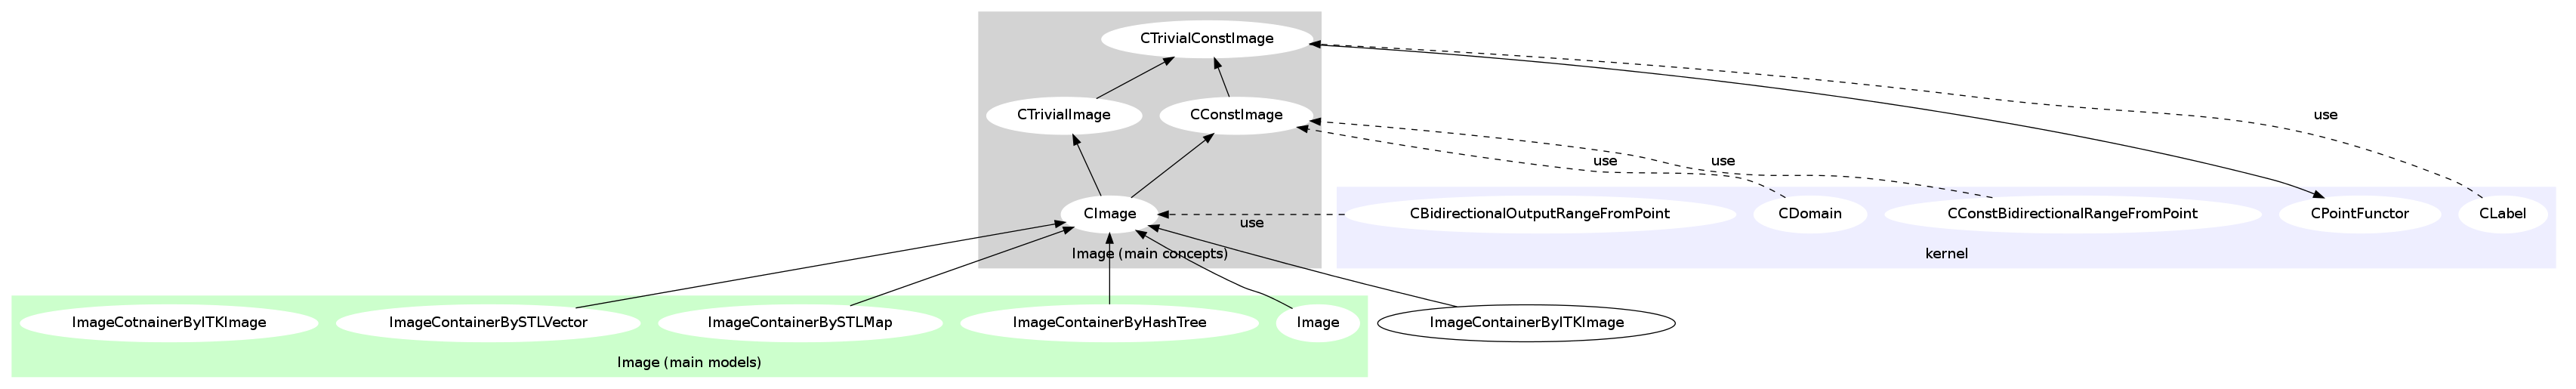 CTrivialConstImage
CTrivialImage
CConstImage
use
use
use
CImage
use
CBidirectionalOutputRangeFromPoint
CDomain
CConstBidirectionalRangeFromPoint
CPointFunctor
CLabel
Image (main concepts)
kernel
ImageCotnainerByITKImage
ImageContainerBySTLVector
ImageContainerBySTLMap
ImageContainerByHashTree
Image
ImageContainerByITKImage
Image (main models)